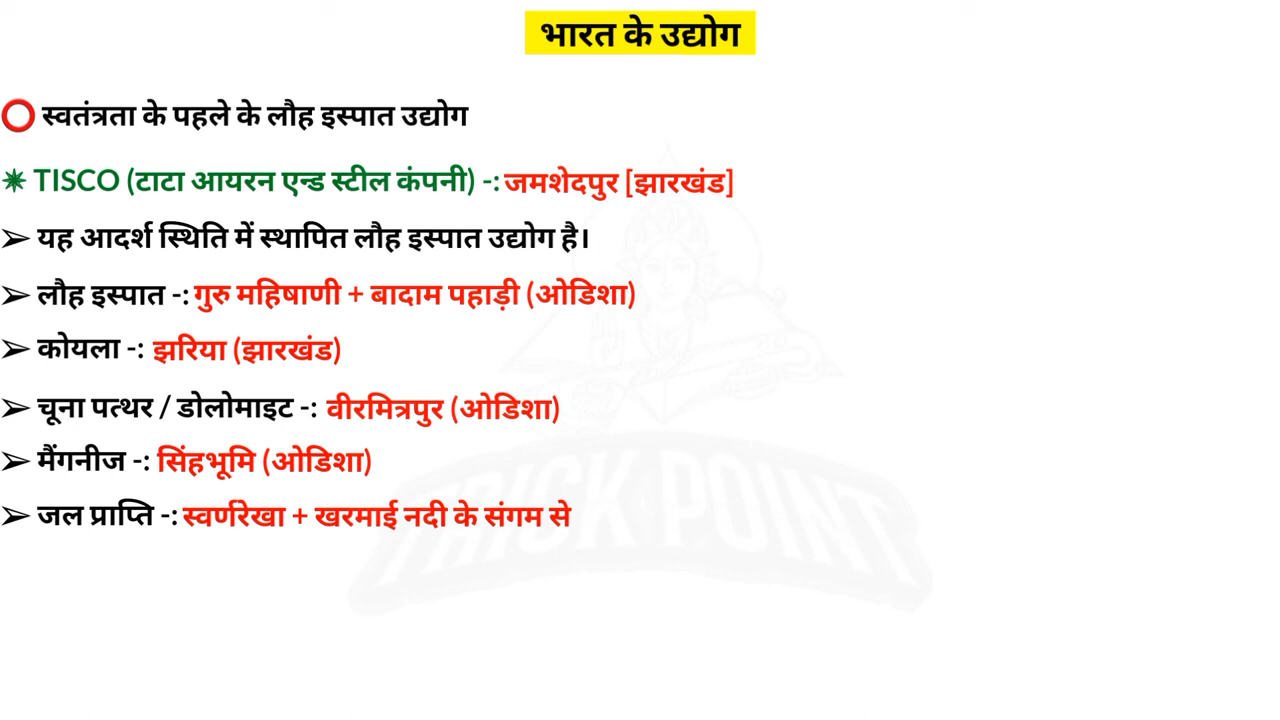 भारत के उद्योग
⭕ स्वतंत्रता के पहले के लौह इस्पात उद्योग
✷ TISCO (टाटा आयरन एन्ड स्टील कंपनी) -: जमशेदपुर [झारखंड]
➢ यह आदर्श स्थिति में स्थापित लौह इस्पात उद्योग है।
➢ लौह इस्पात -: गुरु महिषाणी + बादाम पहाड़ी (ओडिशा)
➢ कोयला -: झरिया (झारखंड)
➢ चूना पत्थर / डोलोमाइट -: वीरमित्रपुर (ओडिशा)
➢ मैंगनीज -: सिंहभूमि (ओडिशा)
➢ जल प्राप्ति -: स्वर्णरेखा + खरमाई नदी के संगम से
TRICK POINT